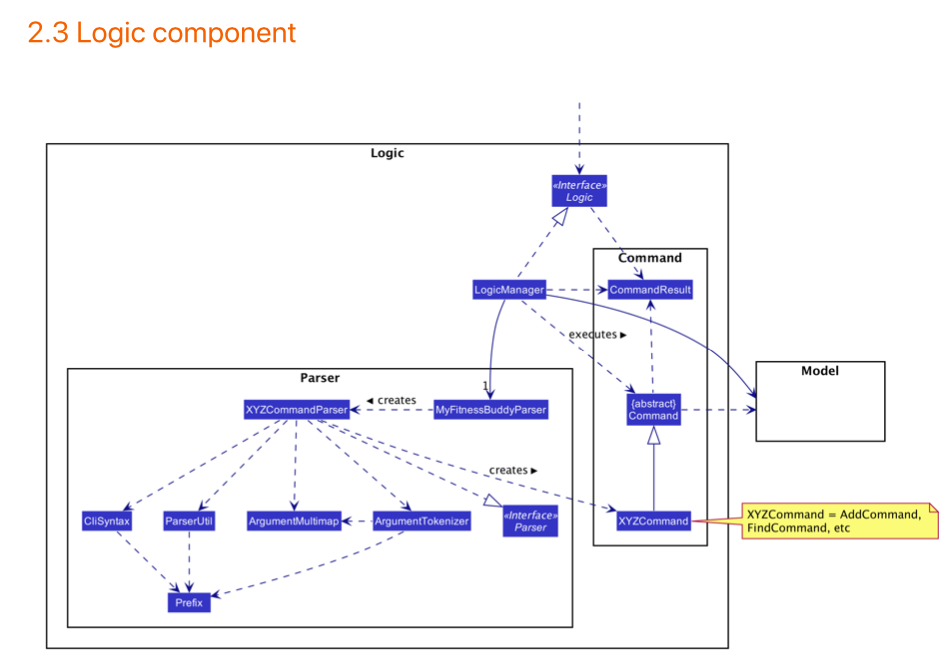 2.3 Logic component
Logic
«Interface»
Logic
Command
LogicManager
CommandResult
executes ▶
Model
Parser
1
◀ creates
XYZCommandParser
MyFitnessBuddyParser
{abstract}
Command
creates ▶
CliSyntax
ParserUtil
ArgumentMultimap
ArgumentTokenizer
«Interface»
Parser
XYZCommand
XYZCommand = AddCommand,
FindCommand, etc
Prefix